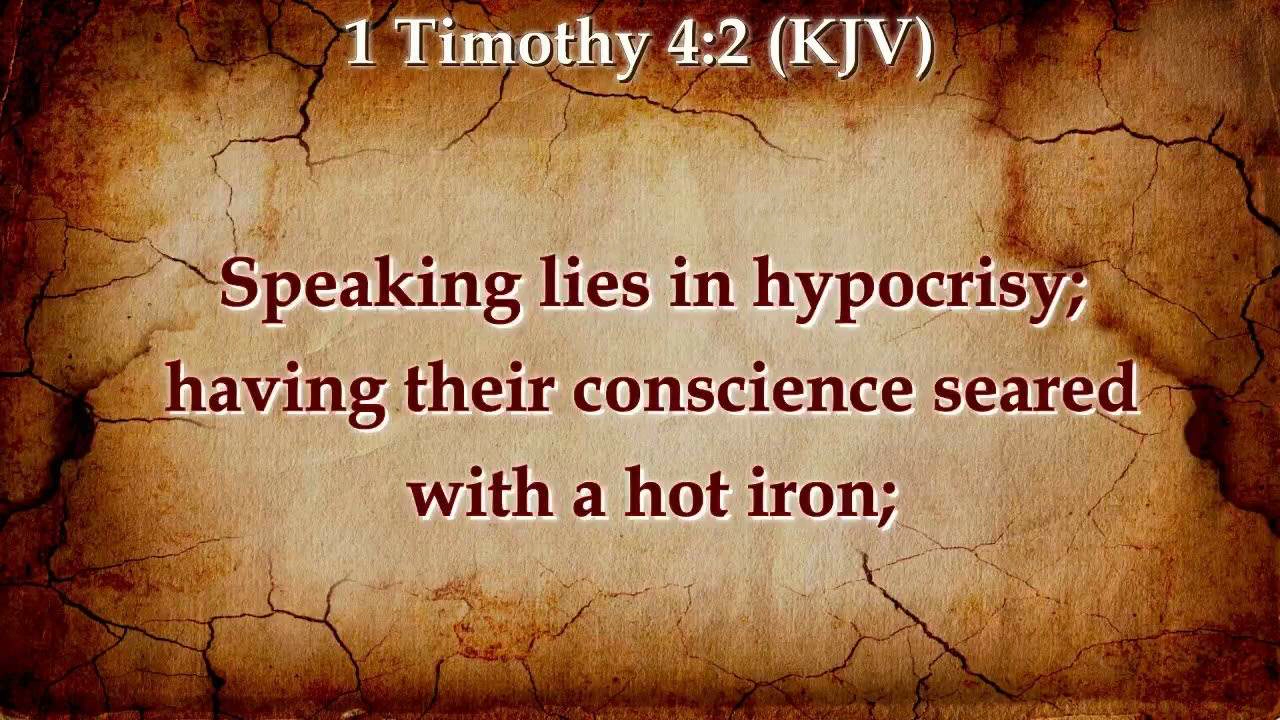 1 Timothy 4:2 (KJV)
Speaking lies in hypocrisy;
having their conscience seared
with a hot iron;